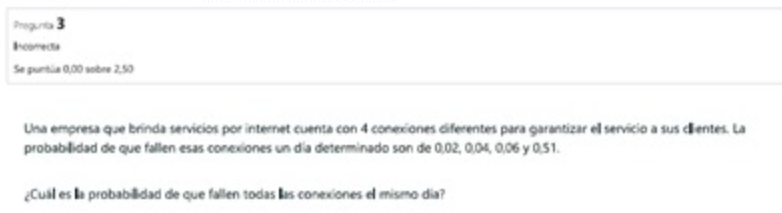 Pregunta 3
Incorrecta
Se puntúa 0,00 sobre 2,50
Una empresa que brinda servicios por internet cuenta con 4 conexiones diferentes para garantizar el servicio a sus clientes. La
probabilidad de que fallen esas conexiones un día determinado son de 0,02, 0,04, 0,06 y 0,51.
¿Cuál es la probabilidad de que fallen todas las conexiones el mismo día?